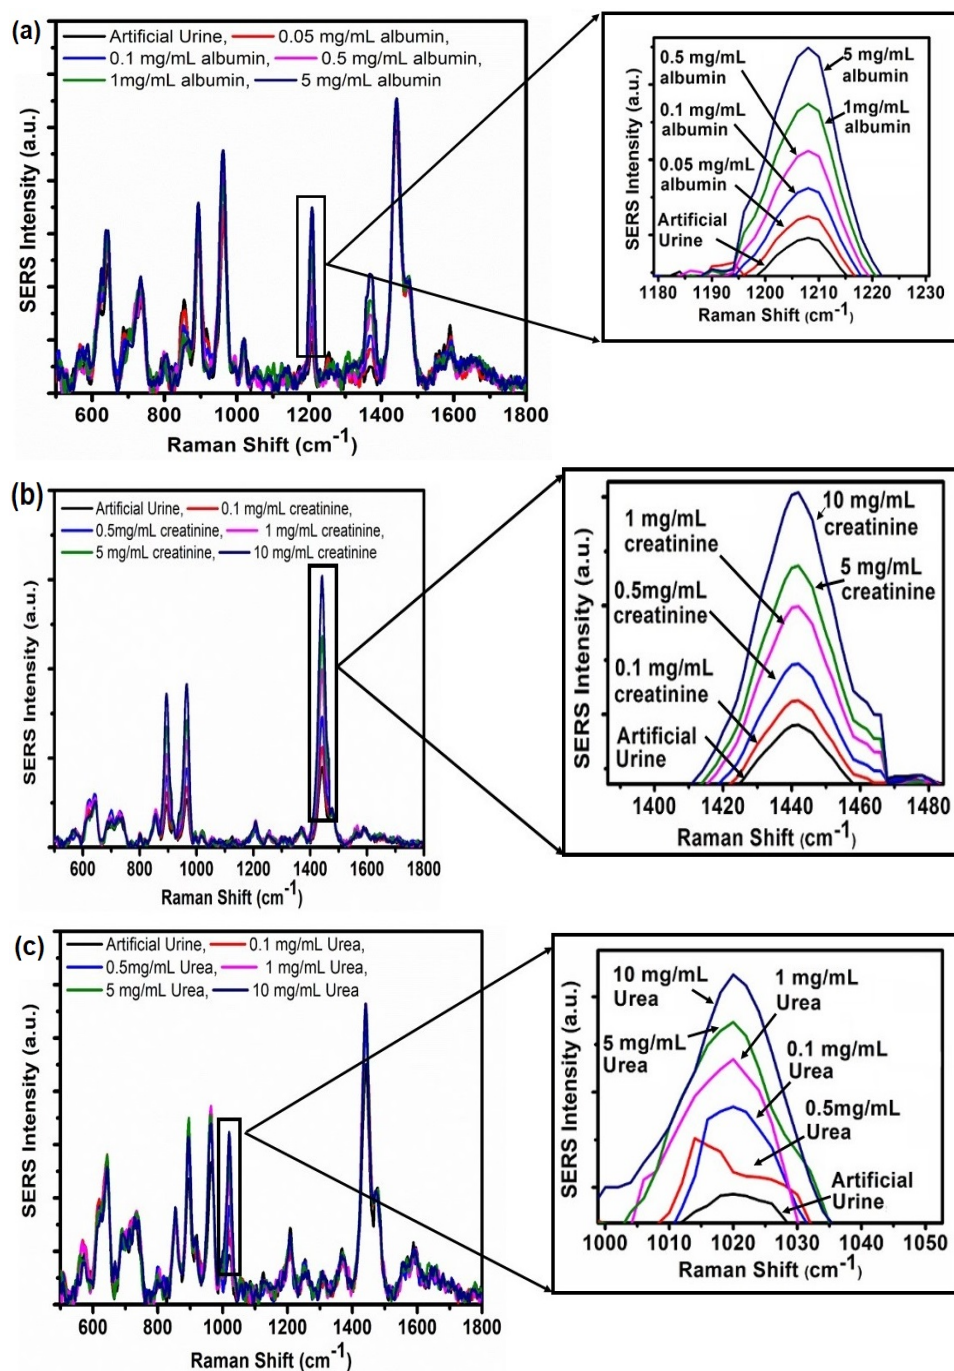 (a)
Artificial Urine, 0.05 mg/mL albumin,
0.1 mg/mL albumin, 0.5 mg/mL albumin,
1mg/mL albumin, 5 mg/mL albumin
SERS Intensity (a.u.)
600 800 1000 1200 1400 1600 1800
Raman Shift (cm-1)
0.5 mg/mL
albumin
5 mg/mL
albumin
0.1 mg/mL
albumin
1mg/mL
albumin
0.05 mg/mL
albumin
Artificial
Urine
SERS Intensity (a.u.)
1180 1190 1200 1210 1220 1230
Raman Shift (cm-1)
(b)
Artificial Urine, 0.1 mg/mL creatinine,
0.5mg/mL creatinine, 1 mg/mL creatinine,
5 mg/mL creatinine, 10 mg/mL creatinine
SERS Intensity (a.u.)
600 800 1000 1200 1400 1600 1800
Raman Shift (cm-1)
1 mg/mL
creatinine
10 mg/mL
creatinine
0.5mg/mL
creatinine
5 mg/mL
creatinine
0.1 mg/mL
creatinine
Artificial
Urine
SERS Intensity (a.u.)
1400 1420 1440 1460 1480
Raman Shift (cm-1)
(c)
Artificial Urine, 0.1 mg/mL Urea,
0.5mg/mL Urea, 1 mg/mL Urea,
5 mg/mL Urea, 10 mg/mL Urea
SERS Intensity (a.u.)
600 800 1000 1200 1400 1600 1800
Raman Shift (cm-1)
10 mg/mL
Urea
1 mg/mL
Urea
5 mg/mL
Urea
0.1 mg/mL
Urea
0.5mg/mL
Urea
Artificial
Urine
SERS Intensity (a.u.)
1000 1010 1020 1030 1040 1050
Raman Shift (cm-1)